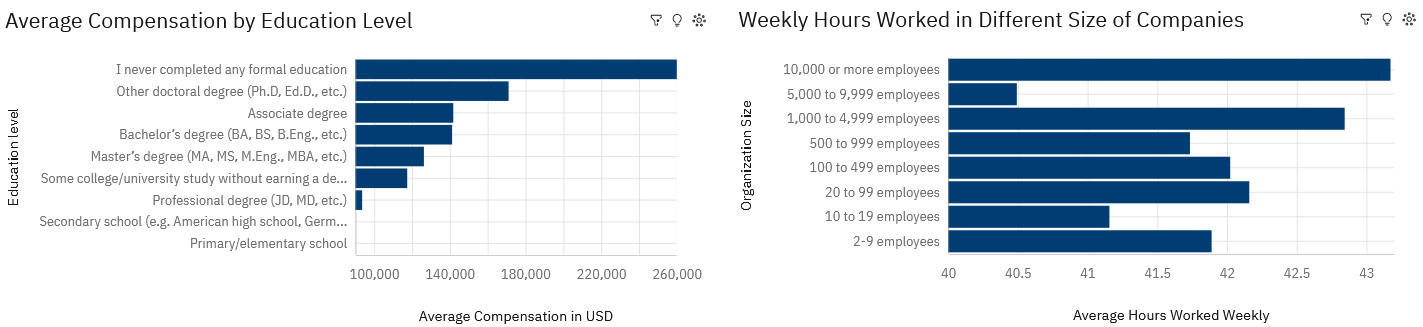 Average Compensation by Education Level
Education level
I never completed any formal education
Other doctoral degree (Ph.D, Ed.D., etc.)
Associate degree
Bachelor’s degree (BA, BS, B.Eng., etc.)
Master’s degree (MA, MS, M.Eng., MBA, etc.)
Some college/university study without earning a de...
Professional degree (JD, MD, etc.)
Secondary school (e.g. American high school, Germ...
Primary/elementary school
100,000 140,000 180,000 220,000 260,000
Average Compensation in USD
Weekly Hours Worked in Different Size of Companies
Organization Size
10,000 or more employees
5,000 to 9,999 employees
1,000 to 4,999 employees
500 to 999 employees
100 to 499 employees
20 to 99 employees
10 to 19 employees
2-9 employees
40 40.5 41 41.5 42 42.5 43
Average Hours Worked Weekly